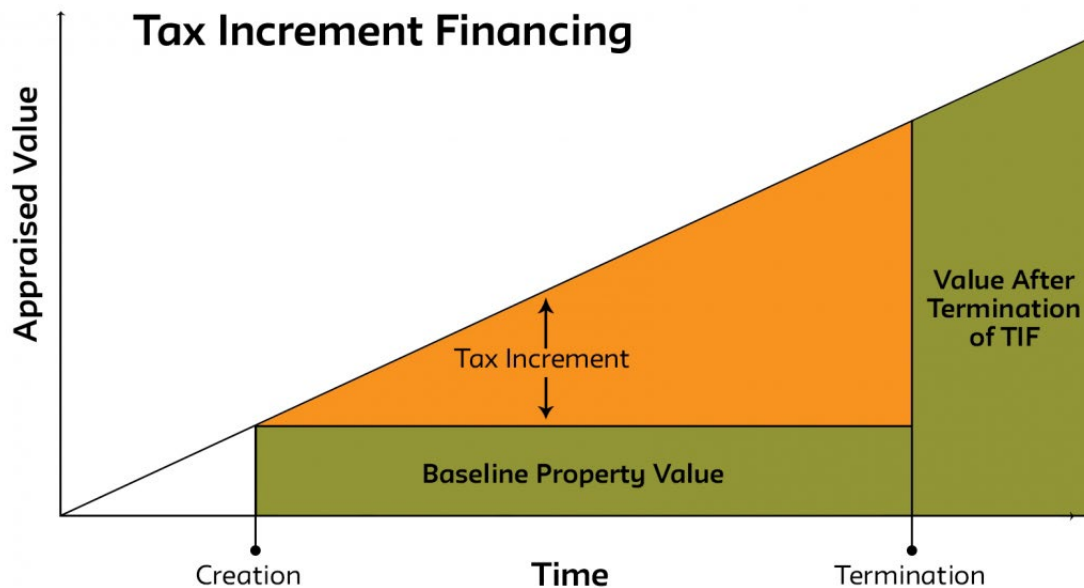 Tax Increment Financing
Appraised Value
Value After
Termination
of TIF
Tax Increment
Baseline Property Value
Creation
Time
Termination